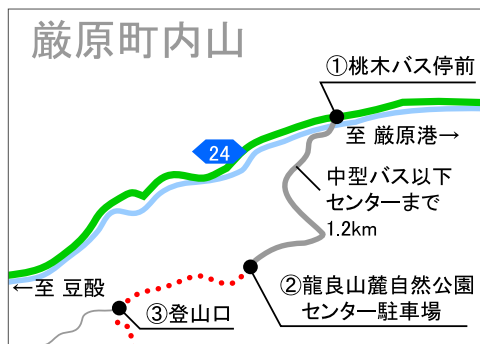 厳原町内山
①桃木バス停前
至 厳原港→
24
中型バス以下
センターまで
1.2km
←至 豆酘
②龍良山麓自然公園
センター駐車場
③登山口